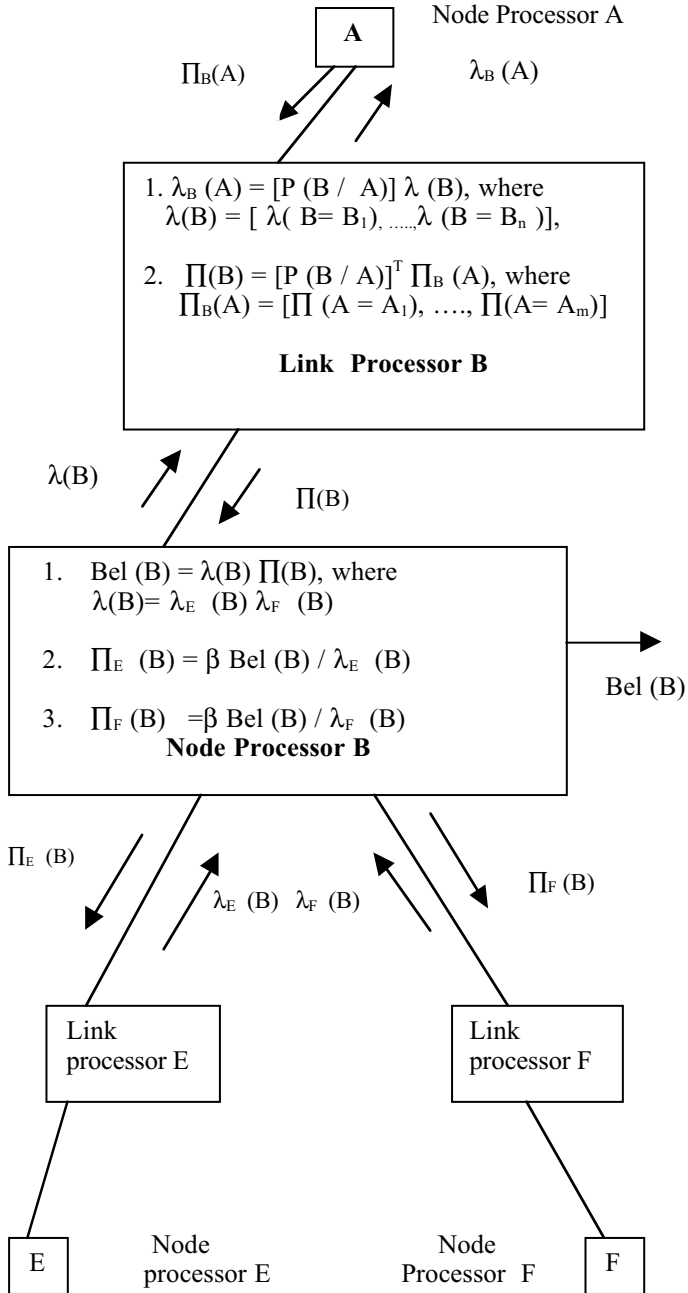 A
Node Processor A
∏B(A)
λB (A)
1. λB (A) = [P (B / A)] λ (B), where
λ(B) = [ λ( B= B1), ....., λ (B = Bn )],
2. ∏(B) = [P (B / A)]T ∏B (A), where
∏B(A) = [∏ (A = A1), …., ∏(A= Am)]
Link Processor B
λ(B)
∏(B)
1. Bel (B) = λ(B) ∏(B), where
λ(B)= λE (B) λF (B)
2. ∏E (B) = β Bel (B) / λE (B)
3. ∏F (B) =β Bel (B) / λF (B)
Node Processor B
Bel (B)
∏E (B)
λE (B) λF (B)
∏F (B)
Link
processor E
Link
processor F
E
Node
processor E
Node
Processor F
F